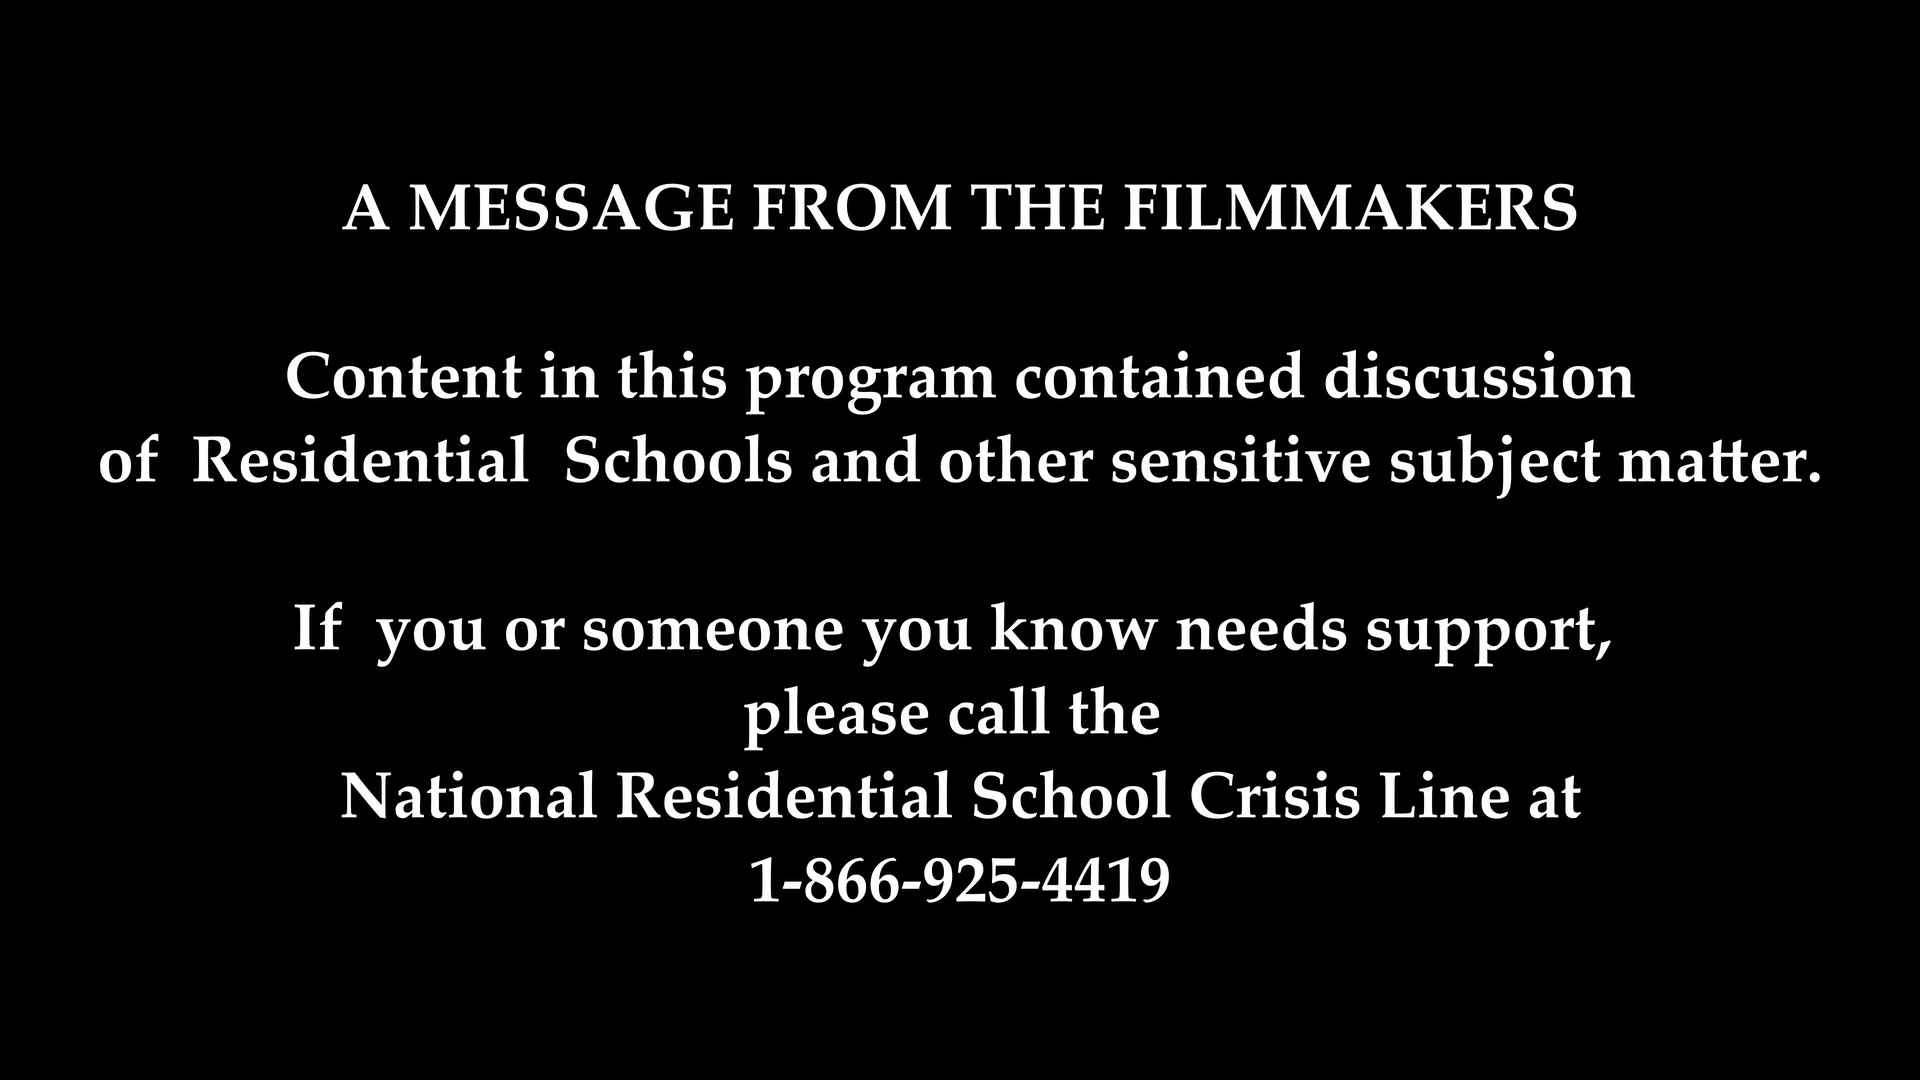 A MESSAGE FROM THE FILMMAKERS
Content in this program contained discussion
of Residential Schools and other sensitive subject matter.
If you or someone you know needs support,
please call the
National Residential School Crisis Line at
1-866-925-4419